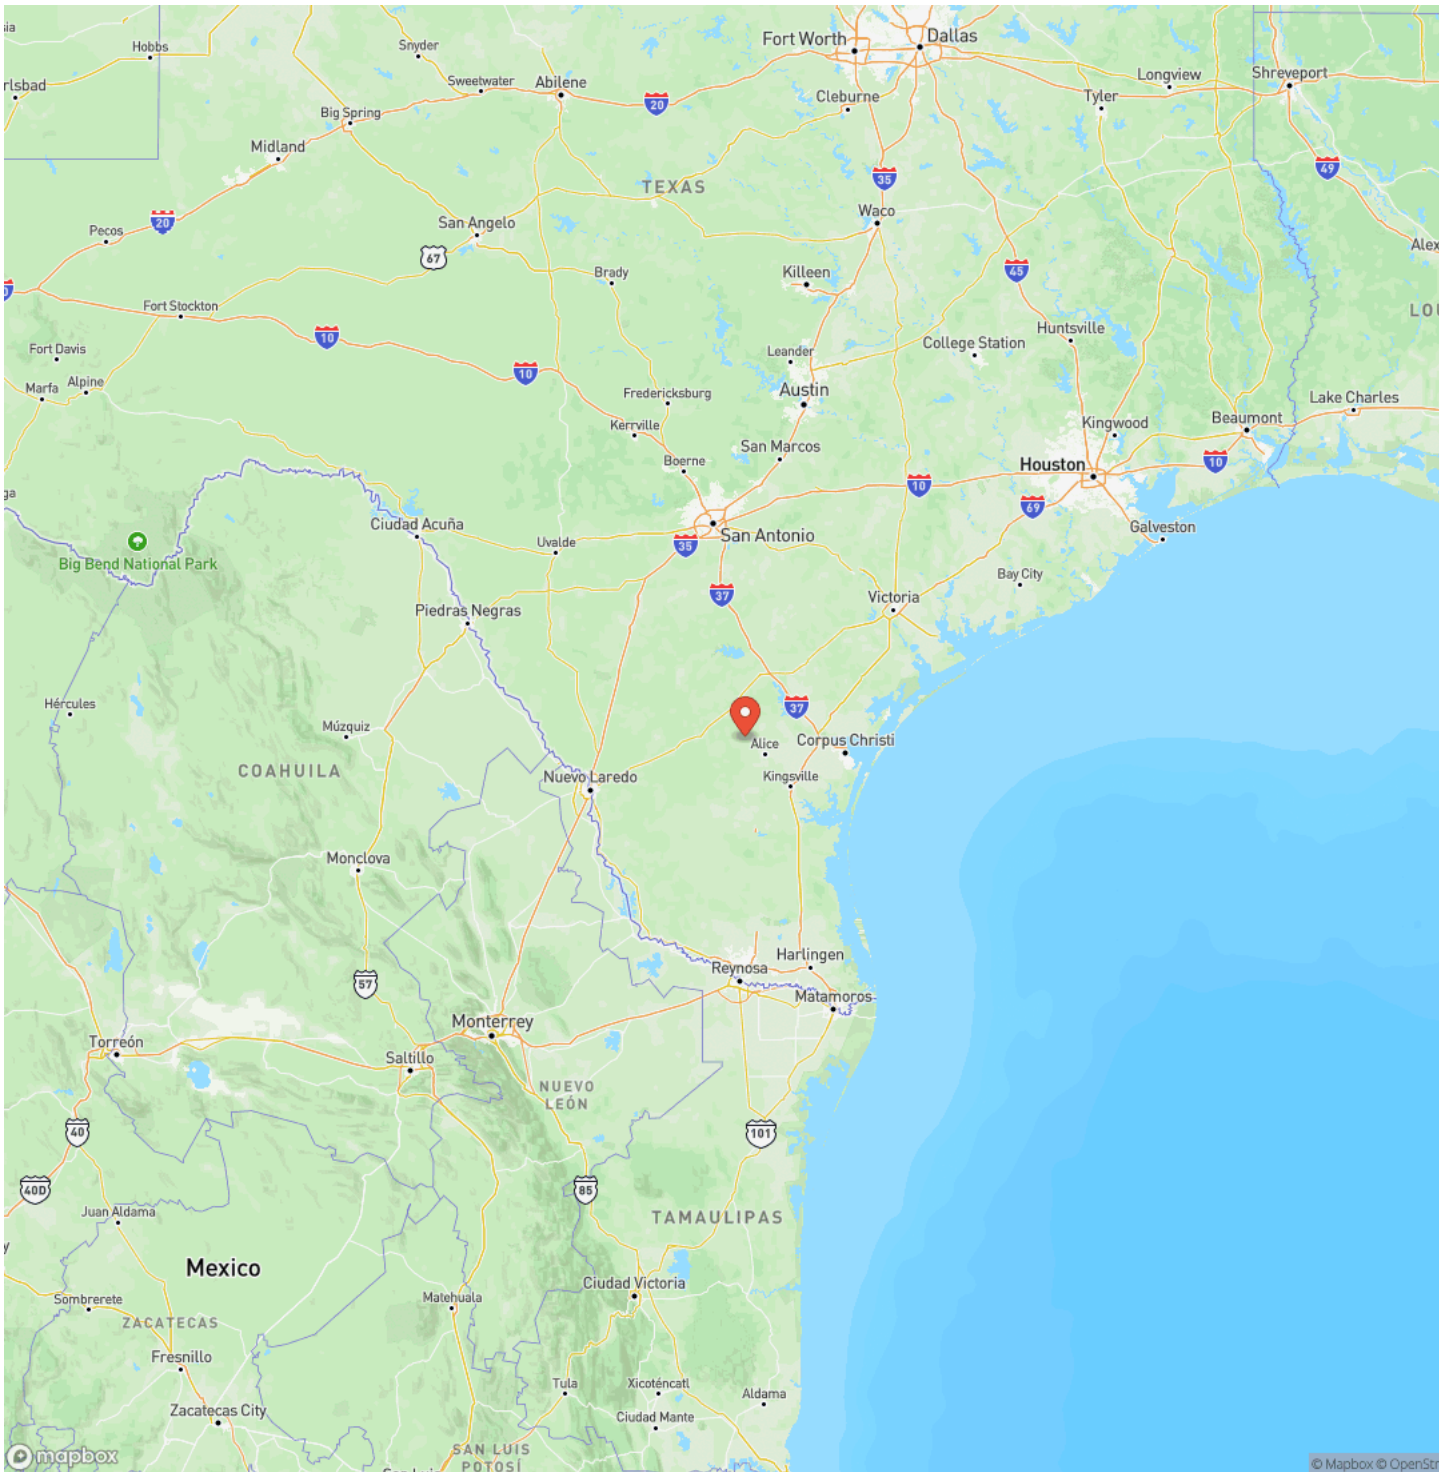 sia
Hobbs
Snyder
Fort Worth
Dallas
rlsbad
Sweetwater
Abilene
20
Longview
Shreveport
Cleburne
Tyler
Big Spring
Midland
TEXAS
35
49
20
Waco
San Angelo
Pecos
67
Alex
Brady
Killeen
45
0
Fort Stockton
10
LOU
Huntsville
College Station
Fort Davis
Leander
10
Marfa
Alpine
Austin
Fredericksburg
Lake Charles
Kerrville
Kingwood
Beaumont
San Marcos
Boerne
Houston
10
10
ga
69
Ciudad Acuña
San Antonio
Galveston
Uvalde
35
Big Bend National Park
Bay City
37
Victoria
Piedras Negras
Hércules
37
Múzquiz
Alice
Corpus Christi
COAHUILA
Nuevo Laredo
Kingsville
Monclova
Harlingen
Reynosa
57
Matamoros
Monterrey
Torreón
Saltillo
NUEVO
LEÓN
40
101
40D
85
Juan Aldama
TAMAULIPAS
y
Mexico
Ciudad Victoria
Sombrerete
Matehuala
ZACATECAS
Fresnillo
Tula
Xicoténcatl
Aldama
Zacatecas City
Ciudad Mante
SAN LUIS
POTOSÍ
mapbox
© Mapbox © OpenStr